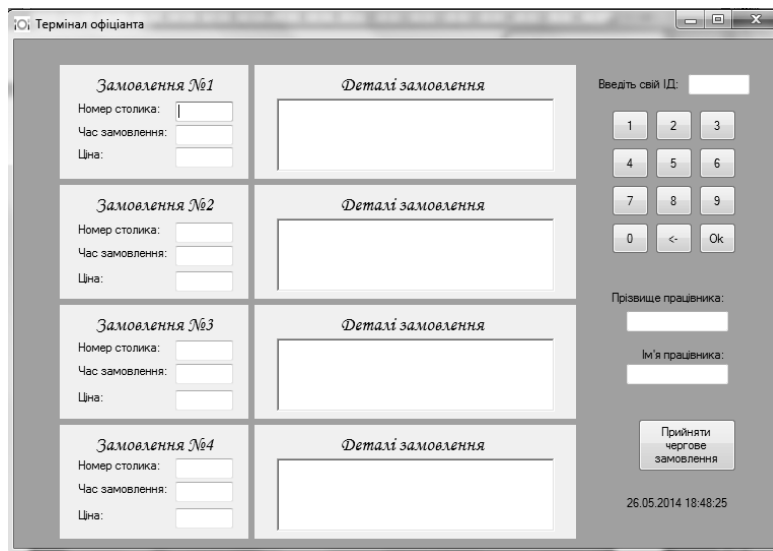 Термінал офіціанта
Замовлення №1
Номер столика:
Час замовлення:
Ціна:
Деталі замовлення
Замовлення №2
Номер столика:
Час замовлення:
Ціна:
Деталі замовлення
Замовлення №3
Номер столика:
Час замовлення:
Ціна:
Деталі замовлення
Замовлення №4
Номер столика:
Час замовлення:
Ціна:
Деталі замовлення
Введіть свій ІД:
1 2 3
4 5 6
7 8 9
0 <- Ok
Прізвище працівника:
Ім'я працівника:
Прийняти
чергове
замовлення
26.05.2014 18:48:25